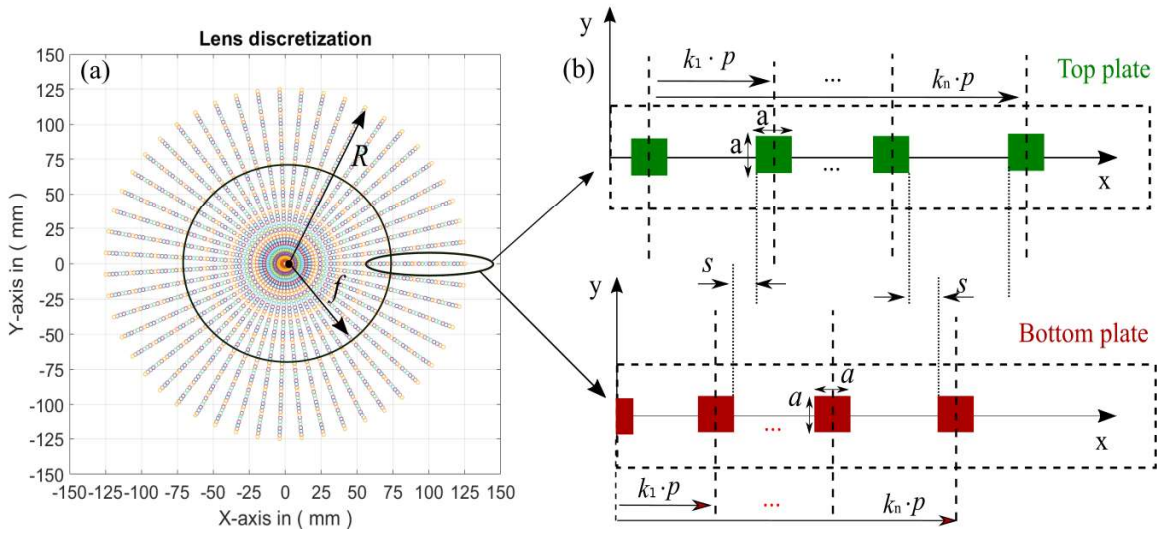 Lens discretization
(a)
150
125
100
75
50
25
0
-25
-50
-75
-100
-125
-150
Y-axis in ( mm )
R
f
-150-125-100 -75 -50 -25 0 25 50 75 100 125 150
X-axis in ( mm )
(b)
y
k₁ · p
...
kₙ · p
Top plate
a
a
...
x
s
s
y
Bottom plate
a
a
...
...
x
k₁ · p
...
kₙ · p